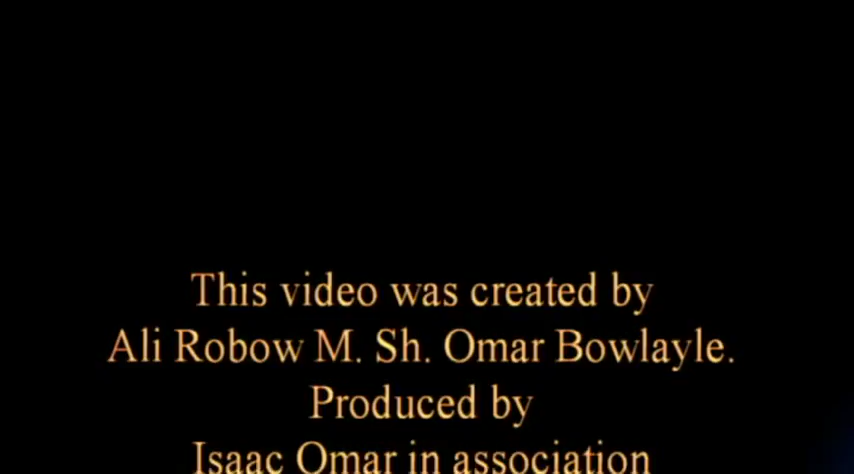 This video was created by
Ali Robow M. Sh. Omar Bowlayle.
Produced by
Isaac Omar in association